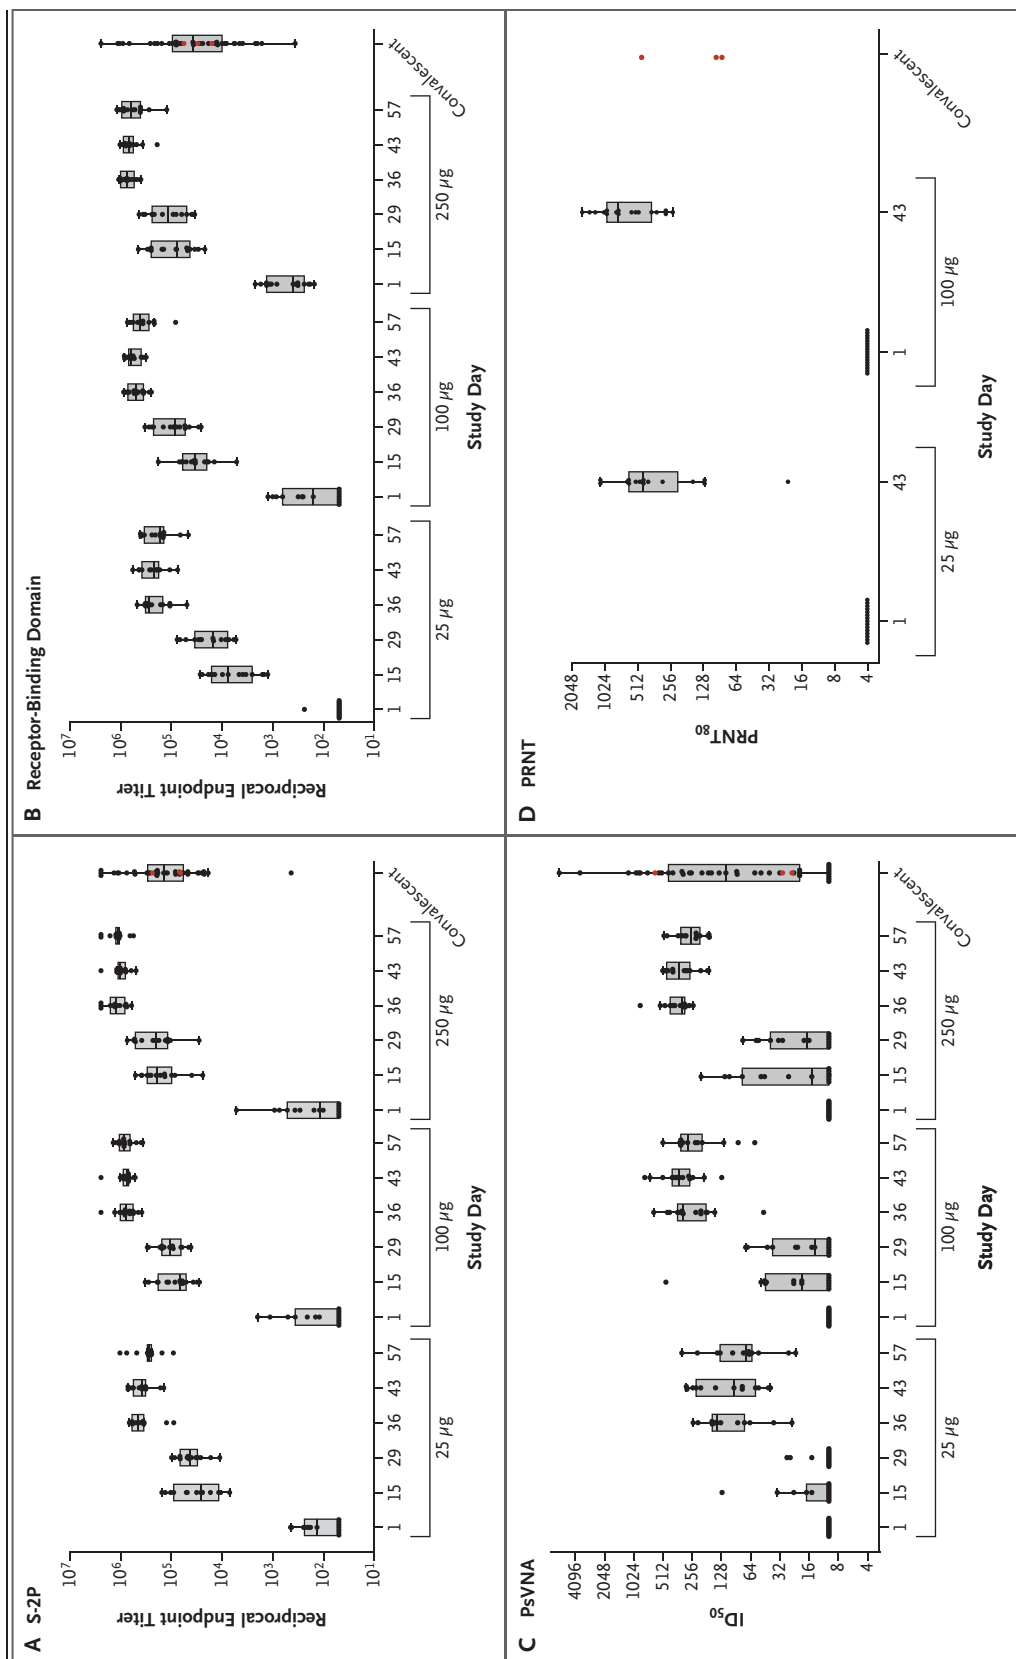 A S-2P
Reciprocal Endpoint Titer
10⁷
10⁶
10⁵
10⁴
10³
10²
10¹
1 15 29 36 43 57 1 15 29 36 43 57 1 15 29 36 43 57 Convalescent
25 µg 100 µg 250 µg
Study Day
B Receptor-Binding Domain
Reciprocal Endpoint Titer
10⁷
10⁶
10⁵
10⁴
10³
10²
10¹
1 15 29 36 43 57 1 15 29 36 43 57 1 15 29 36 43 57 Convalescent
25 µg 100 µg 250 µg
Study Day
C PsVNA
ID₅₀
4096
2048
1024
512
256
128
64
32
16
8
4
1 15 29 36 43 57 1 15 29 36 43 57 1 15 29 36 43 57 Convalescent
25 µg 100 µg 250 µg
Study Day
D PRNT
PRNT₈₀
2048
1024
512
256
128
64
32
16
8
4
1 43 1 43 Convalescent
25 µg 100 µg
Study Day